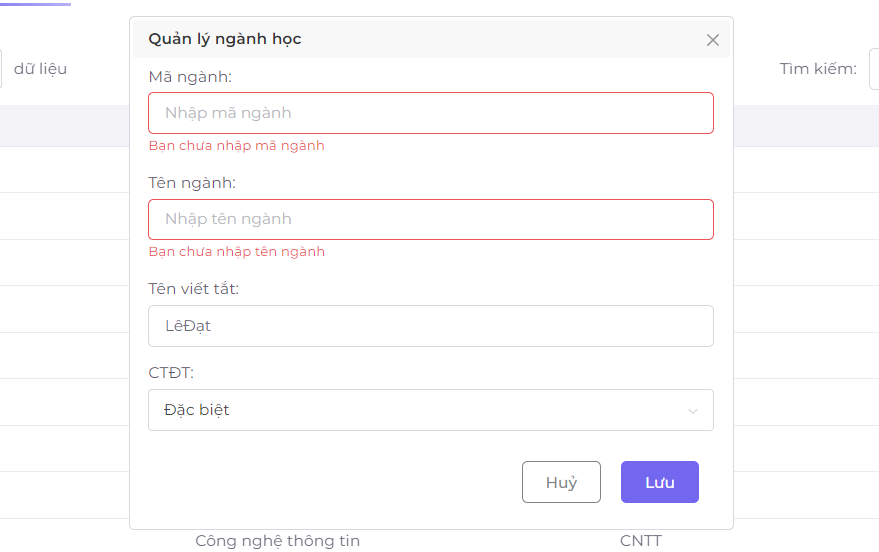 Quản lý ngành học
dữ liệu
Tìm kiếm:
Mã ngành:
Nhập mã ngành
Bạn chưa nhập mã ngành
Tên ngành:
Nhập tên ngành
Bạn chưa nhập tên ngành
Tên viết tắt:
LêĐạt
CTĐT:
Đặc biệt
Huỷ Lưu
Công nghệ thông tin CNTT